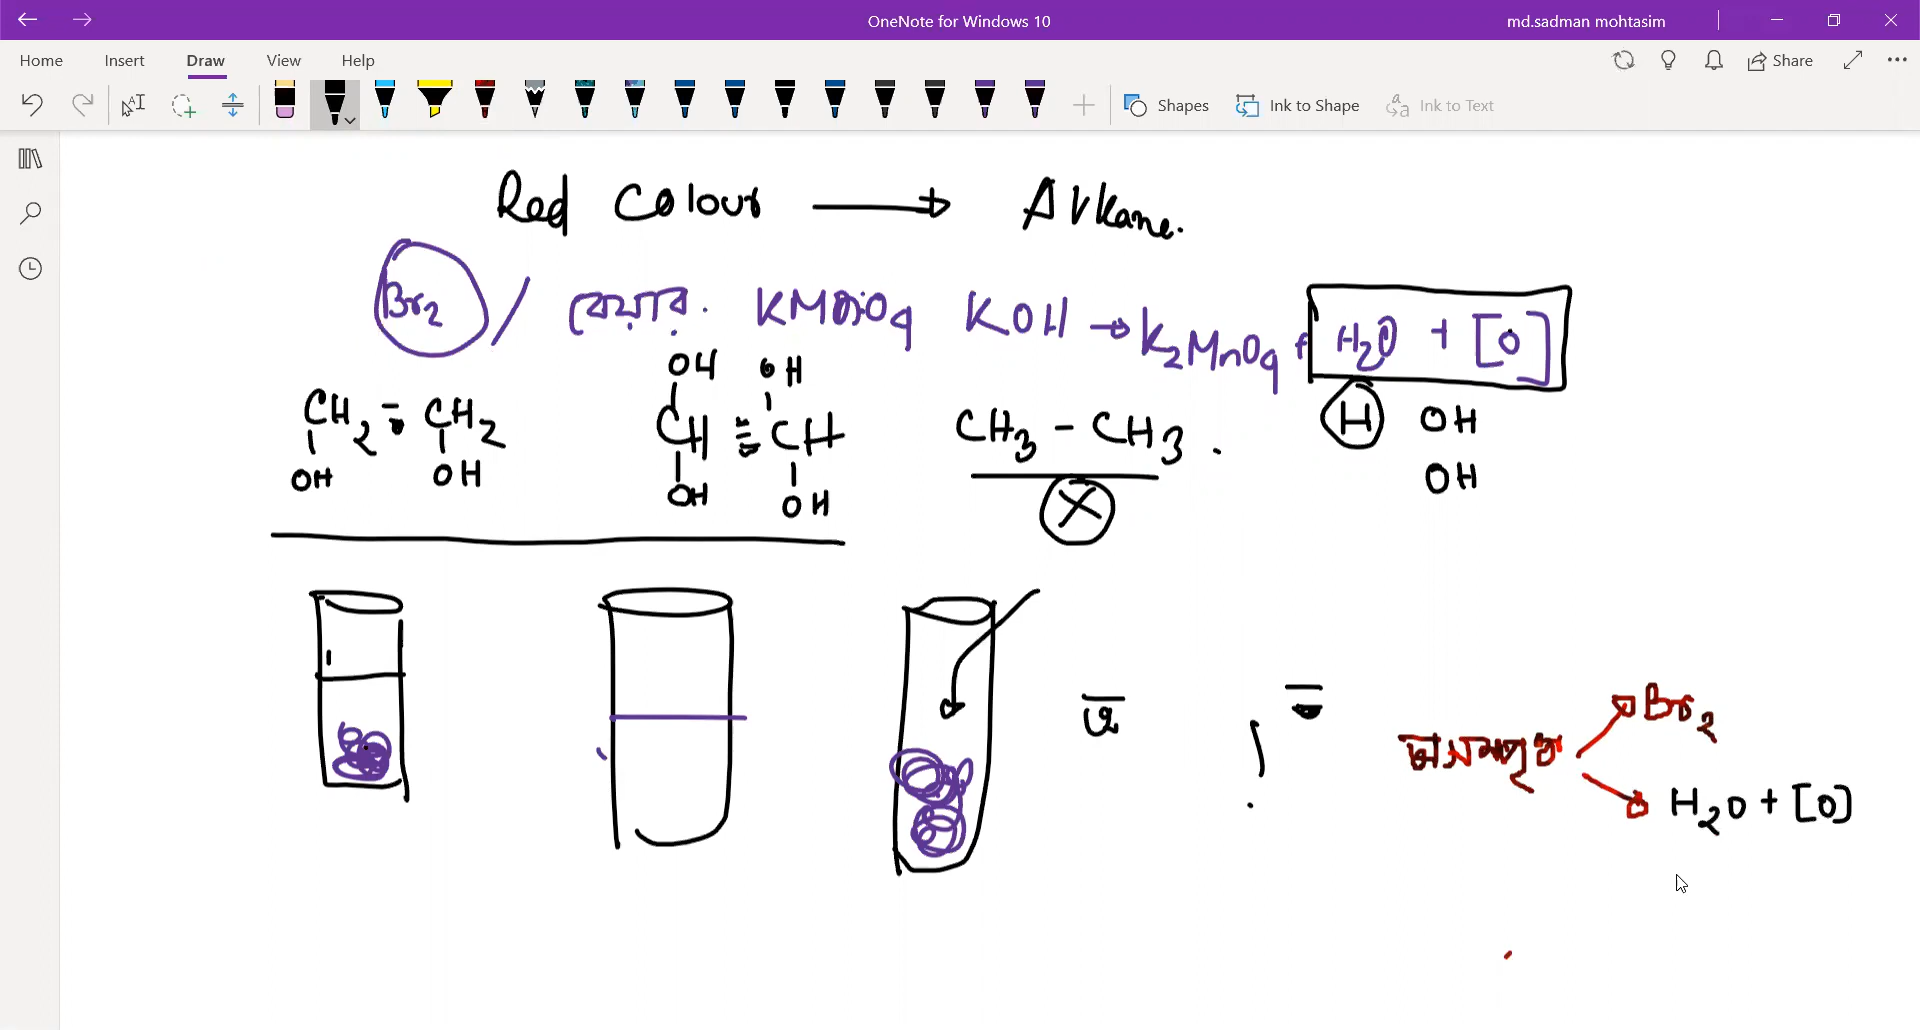 OneNote for Windows 10
md.sadman mohtasim
Home Insert Draw View Help
Share
Shapes Ink to Shape Ink to Text
Red Colour → Alkane.
Br2 / বেয়ার. KMnO4 KOH → K2MnO4 + H2O + [O]
OH OH
CH2 = CH2 CH ≡ CH CH3 - CH3 . H OH
OH OH OH OH X OH
অসম্পৃক্ত Br2
H2O + [O]